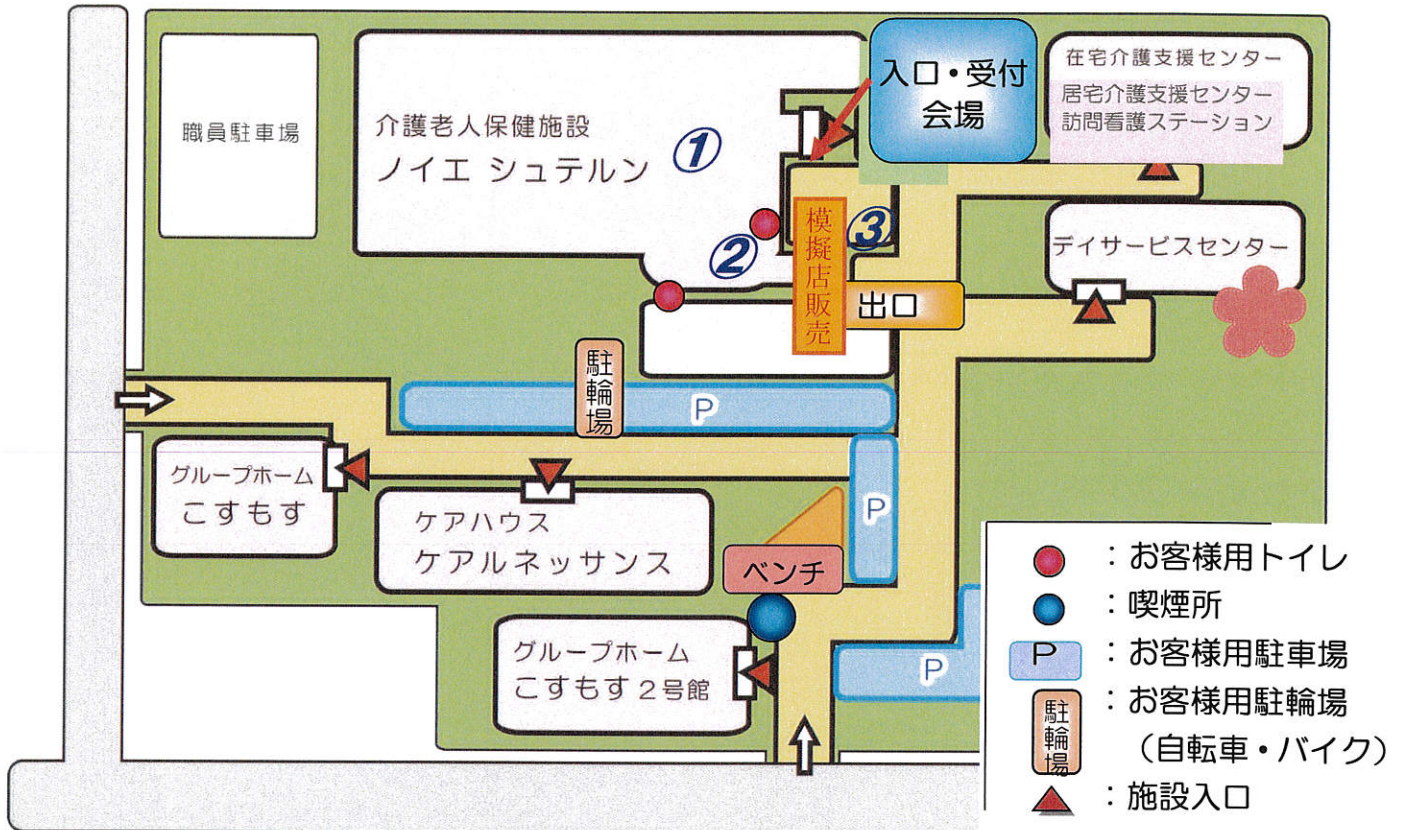 職員駐車場
介護老人保健施設
ノイエ シュテルン
①
②
③
入口・受付
会場
在宅介護支援センター
居宅介護支援センター
訪問看護ステーション
模擬店販売
出口
デイサービスセンター
駐輪場
P
グループホーム
こすもす
ケアハウス
ケアルネッサンス
P
ベンチ
グループホーム
こすもす2号館
P
：お客様用トイレ
：喫煙所
P ：お客様用駐車場
駐輪場 ：お客様用駐輪場
（自転車・バイク）
：施設入口